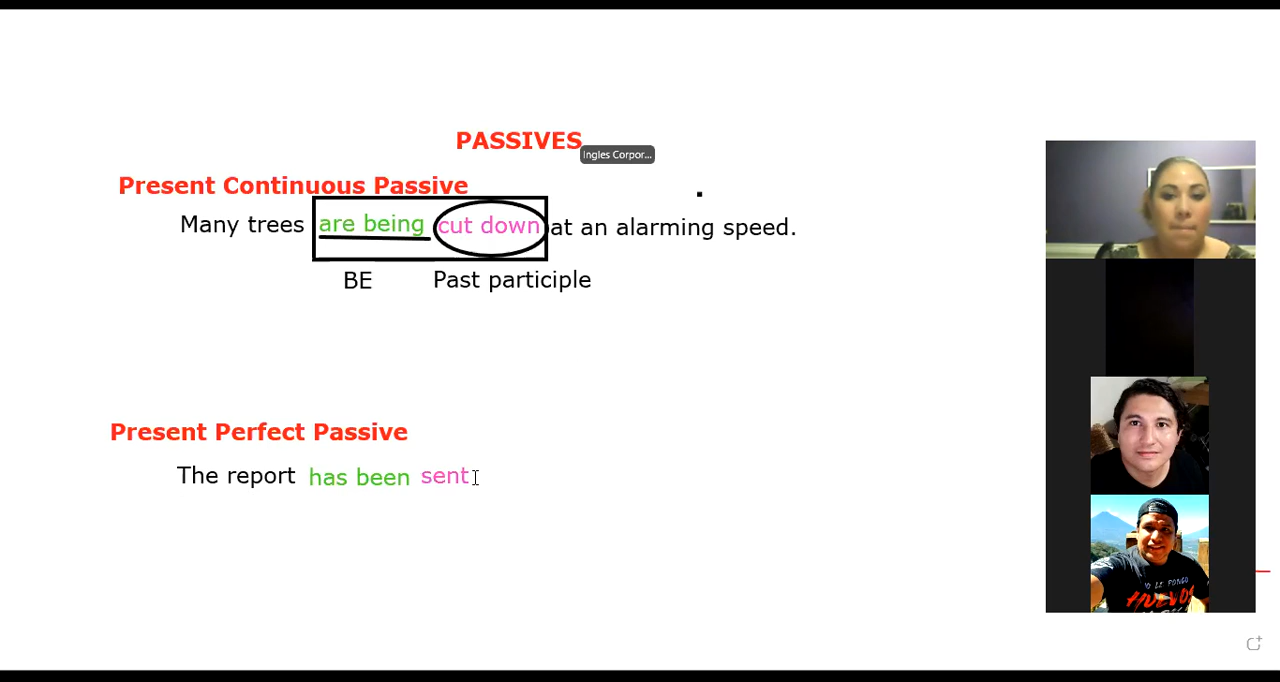 PASSIVES
Ingles Corpor...
Present Continuous Passive
Many trees are being cut down at an alarming speed.
BE Past participle
Present Perfect Passive
The report has been sent
HUEVOS